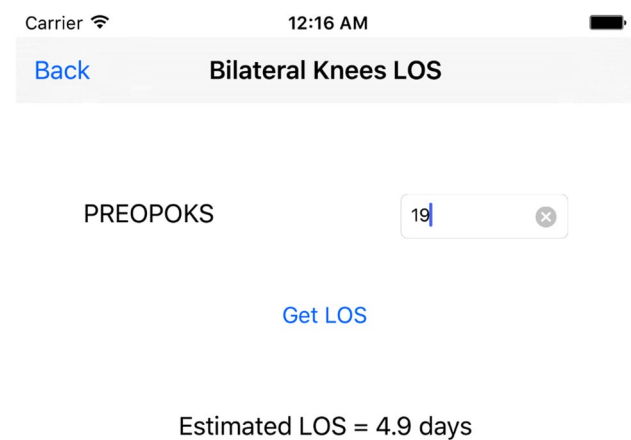 Carrier 12:16 AM
Back Bilateral Knees LOS
PREOPOKS 19
Get LOS
Estimated LOS = 4.9 days